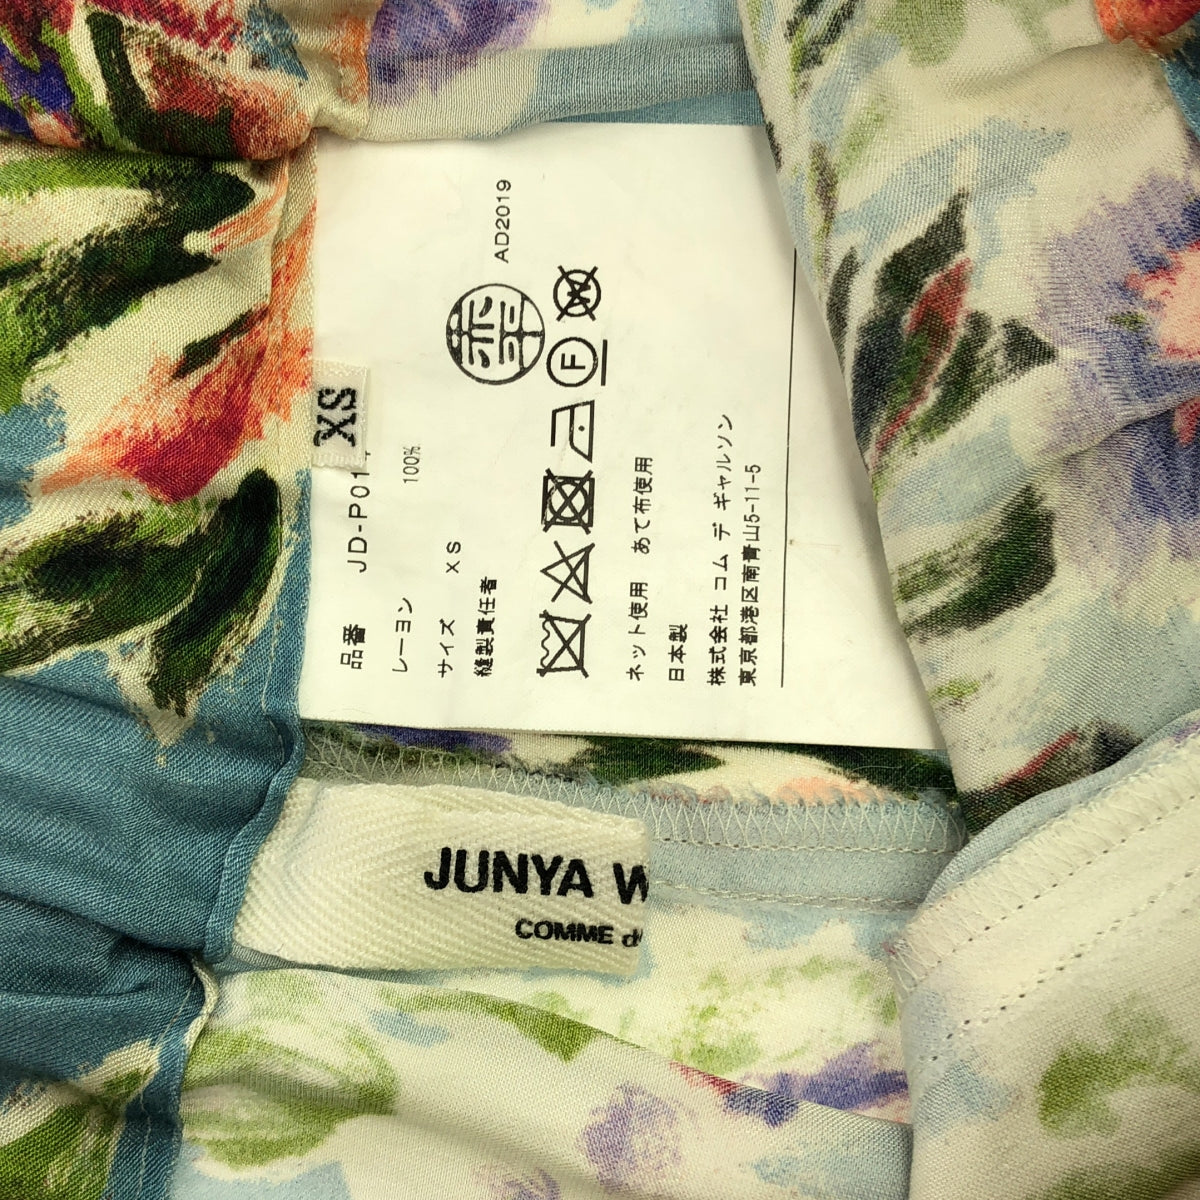 AD2019
XS
品番 JD-P01
レーヨン 100%
サイズ XS
縫製責任者
W
F
ネット使用 あて布使用
日本製
株式会社 コム デ ギャルソン
東京都港区南青山5-11-5
JUNYA W
COMME d